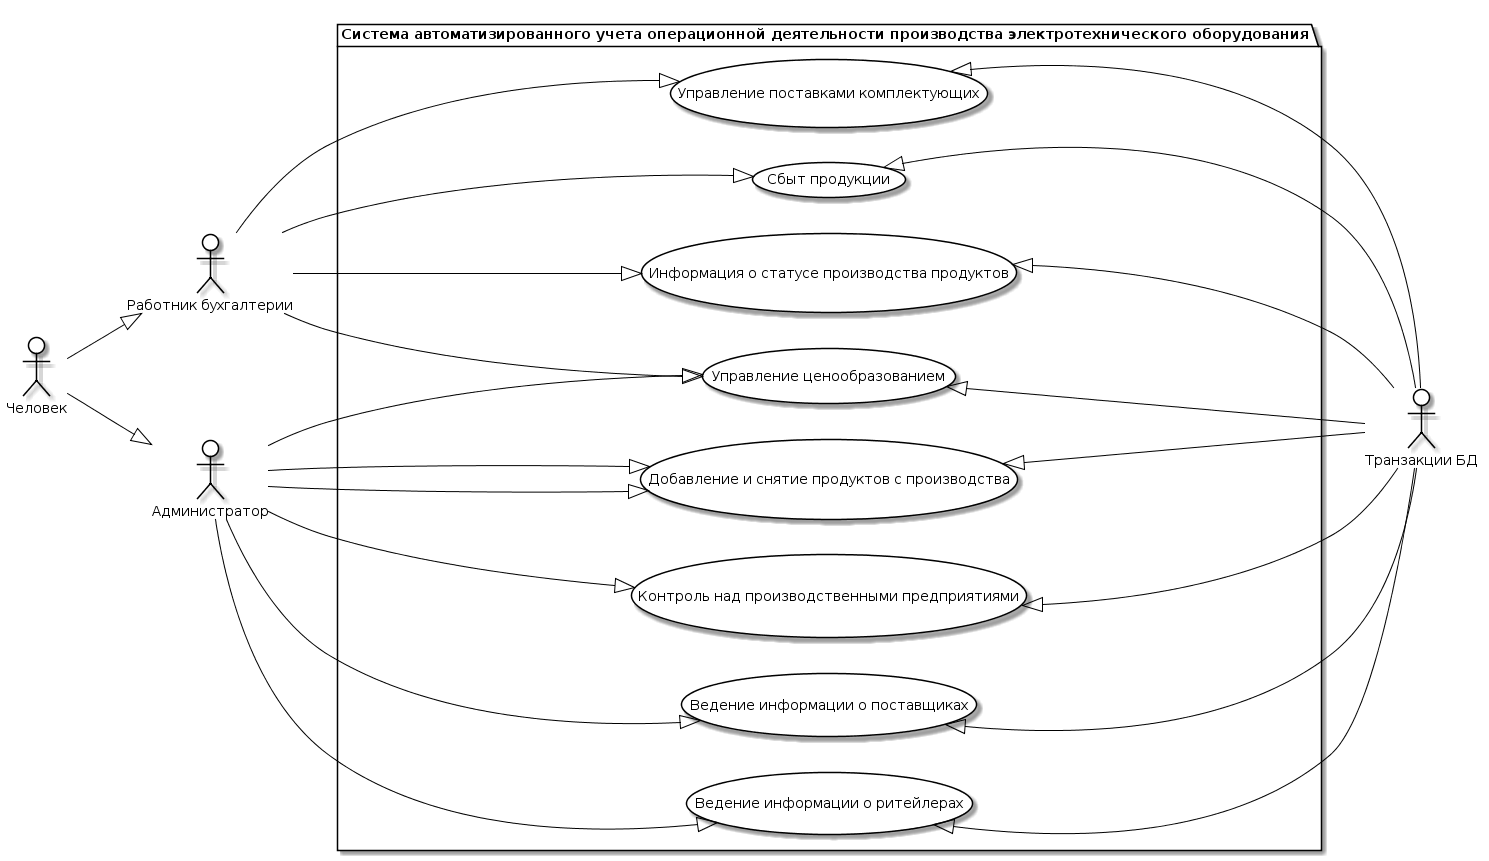 Система автоматизированного учета операционной деятельности производства электротехнического оборудования
Управление поставками комплектующих
Сбыт продукции
Информация о статусе производства продуктов
Работник бухгалтерии
Управление ценообразованием
Человек
Транзакции БД
Добавление и снятие продуктов с производства
Администратор
Контроль над производственными предприятиями
Ведение информации о поставщиках
Ведение информации о ритейлерах